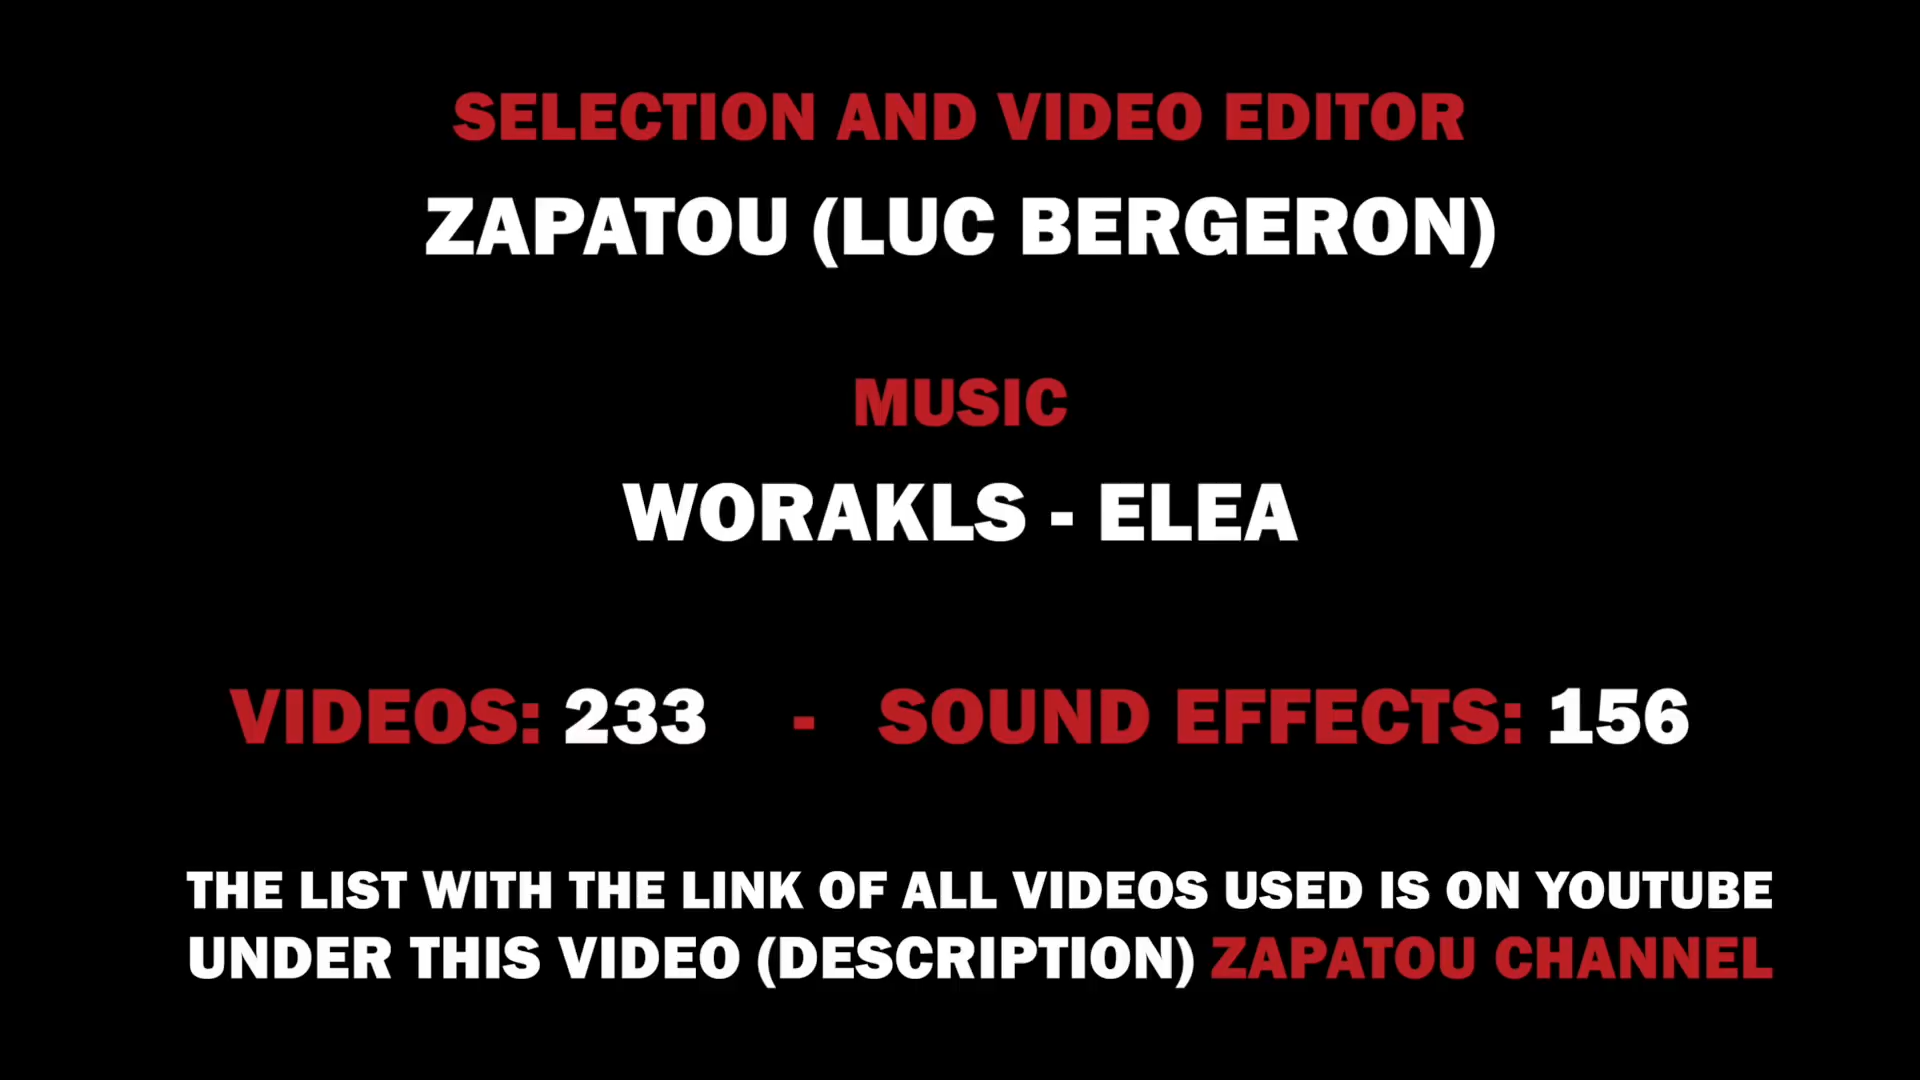 SELECTION AND VIDEO EDITOR
ZAPATOU (LUC BERGERON)
MUSIC
WORAKLS - ELEA
VIDEOS: 233 - SOUND EFFECTS: 156
THE LIST WITH THE LINK OF ALL VIDEOS USED IS ON YOUTUBE
UNDER THIS VIDEO (DESCRIPTION) ZAPATOU CHANNEL